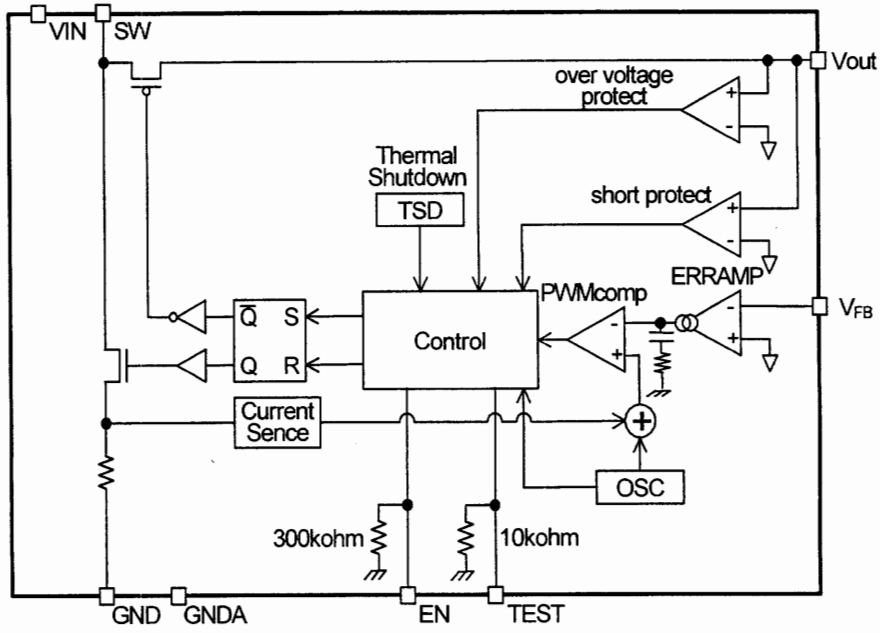 VIN
SW
Vout
over voltage
protect
+
-
Thermal
Shutdown
TSD
short protect
+
-
ERRAMP
PWMcomp
VFB
-
+
-
+
Q̅ S
Q R
Control
Current
Sence
+
OSC
300kohm
10kohm
GND
GNDA
EN
TEST